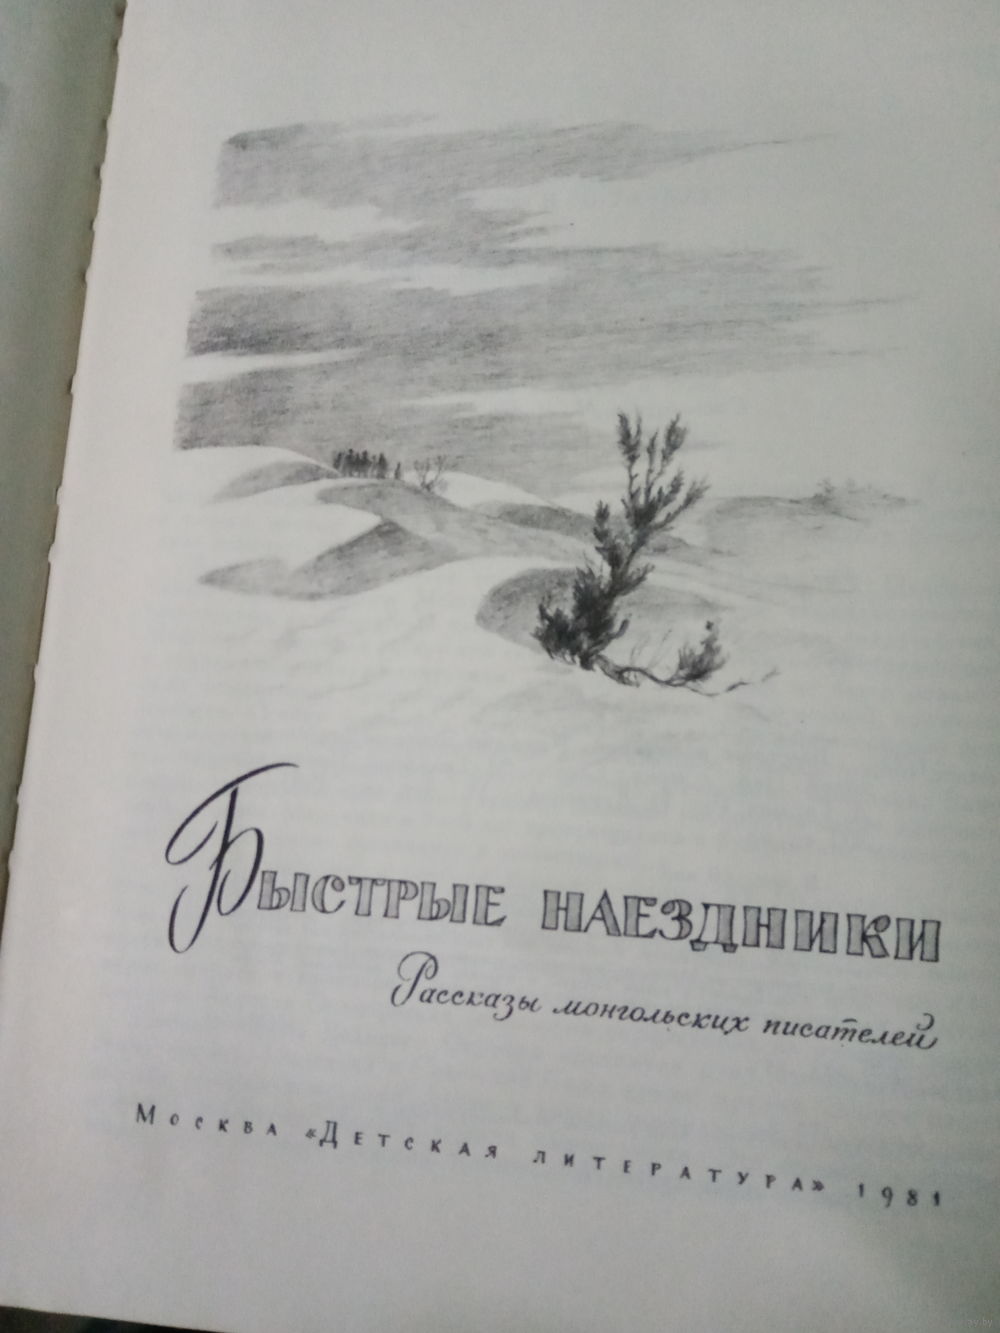 Быстрые наездники
Рассказы монгольских писателей
Москва «Детская литература» 1981